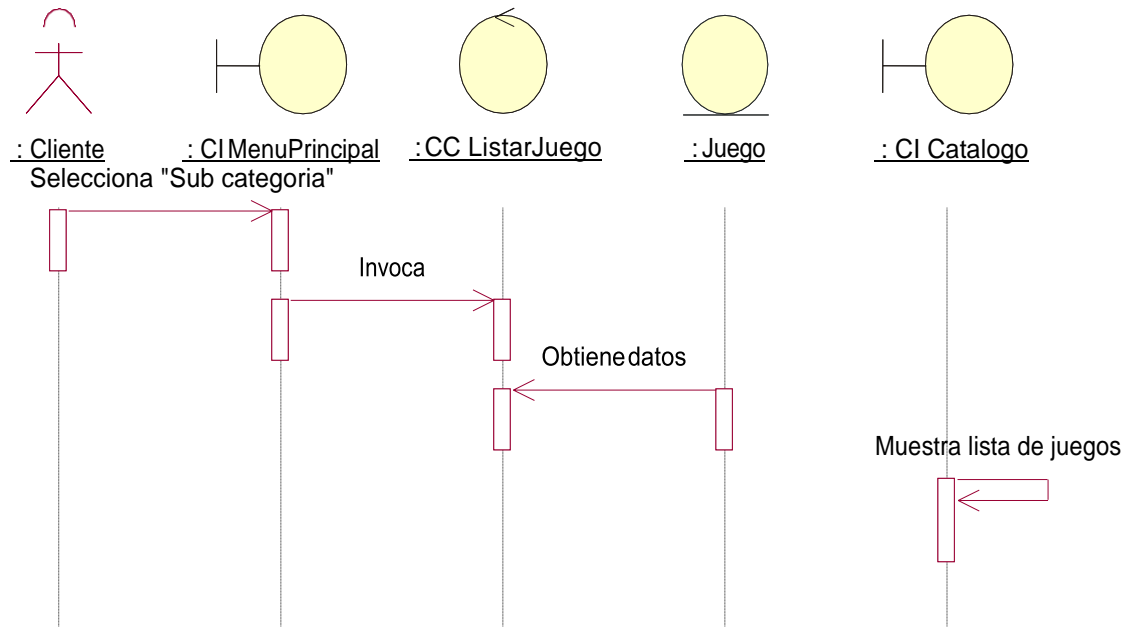 : Cliente
: CI MenuPrincipal
: CC ListarJuego
: Juego
: CI Catalogo
Selecciona "Sub categoria"
Invoca
Obtiene datos
Muestra lista de juegos